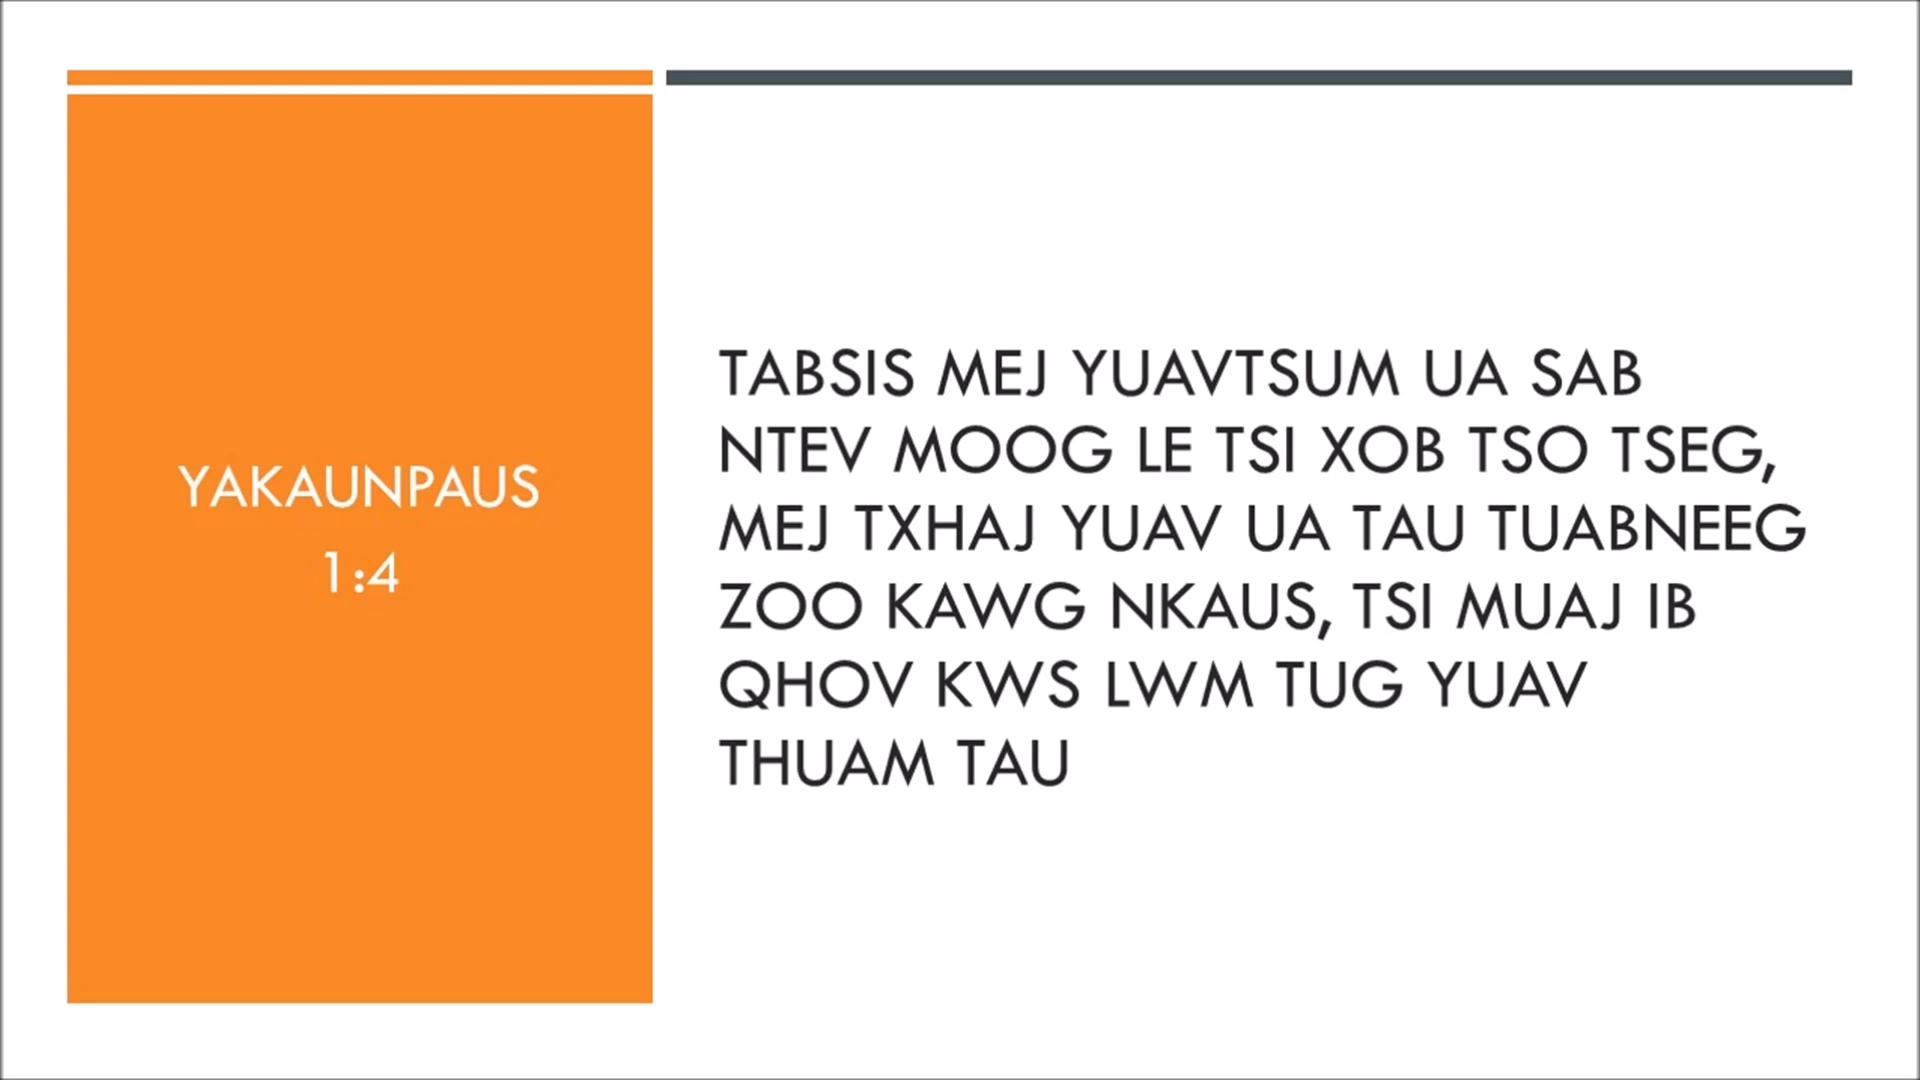 YAKAUNPAUS
1:4
TABSIS MEJ YUAVTSUM UA SAB
NTEV MOOG LE TSI XOB TSO TSEG,
MEJ TXHAJ YUAV UA TAU TUABNEEG
ZOO KAWG NKAUS, TSI MUAJ IB
QHOV KWS LWM TUG YUAV
THUAM TAU